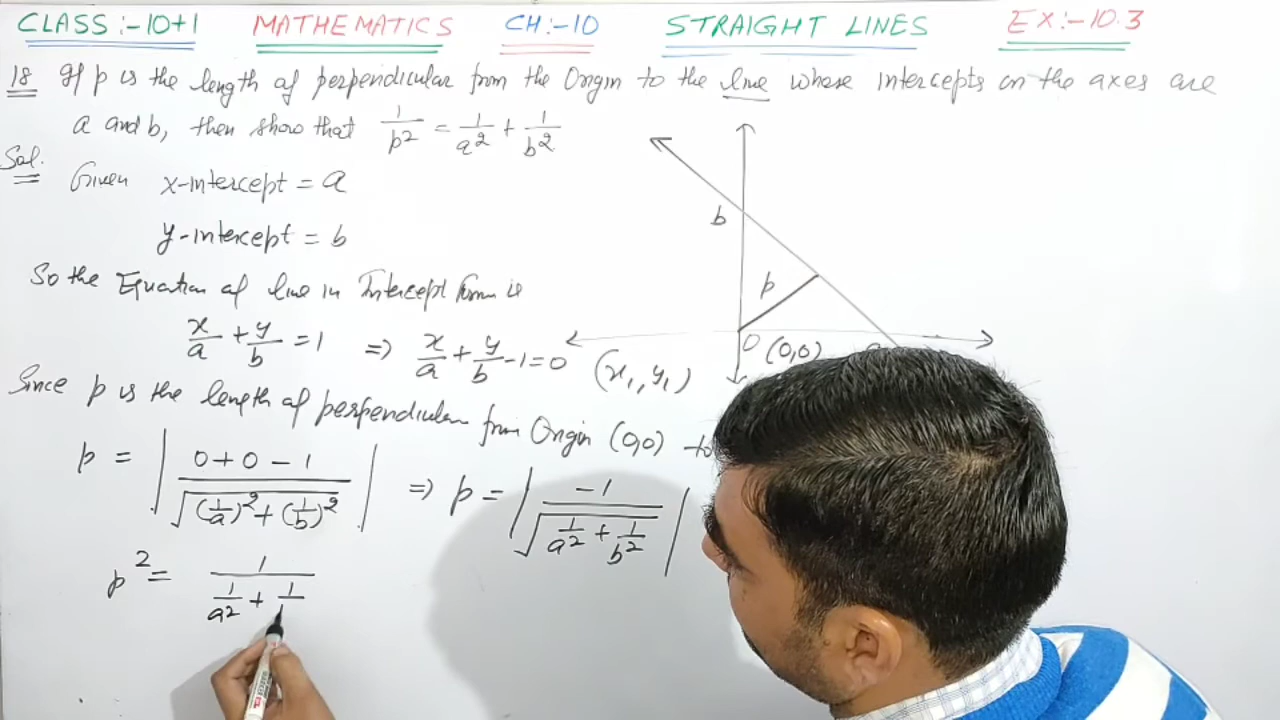 CLASS :- 10+1 MATHEMATICS CH :- 10 STRAIGHT LINES EX :- 10.3
18 If p is the length of perpendicular from the Origin to the line whose intercepts on the axes are
a and b, then show that 1/p² = 1/a² + 1/b²
Sol.
Given x-intercept = a
y-intercept = b
So the Equation of line in Intercept Form is
x/a + y/b = 1 ⇒ x/a + y/b - 1 = 0 (x₁, y₁)
Since p is the length of perpendicular from Origin (0,0) to
p = | (0 + 0 - 1) / √((1/a)² + (1/b)²) | ⇒ p = | -1 / √(1/a² + 1/b²) |
p² = 1 / (1/a² + 1/
b
p
O (0,0)